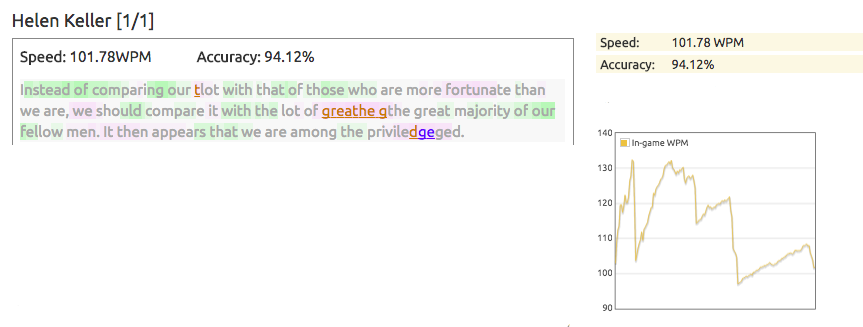 Helen Keller [1/1]
Speed: 101.78WPM Accuracy: 94.12%
Instead of comparing our tlot with that of those who are more fortunate than
we are, we should compare it with the lot of greathe gthe great majority of our
fellow men. It then appears that we are among the priviledgeged.
Speed: 101.78 WPM
Accuracy: 94.12%
140
In-game WPM
130
120
110
100
90